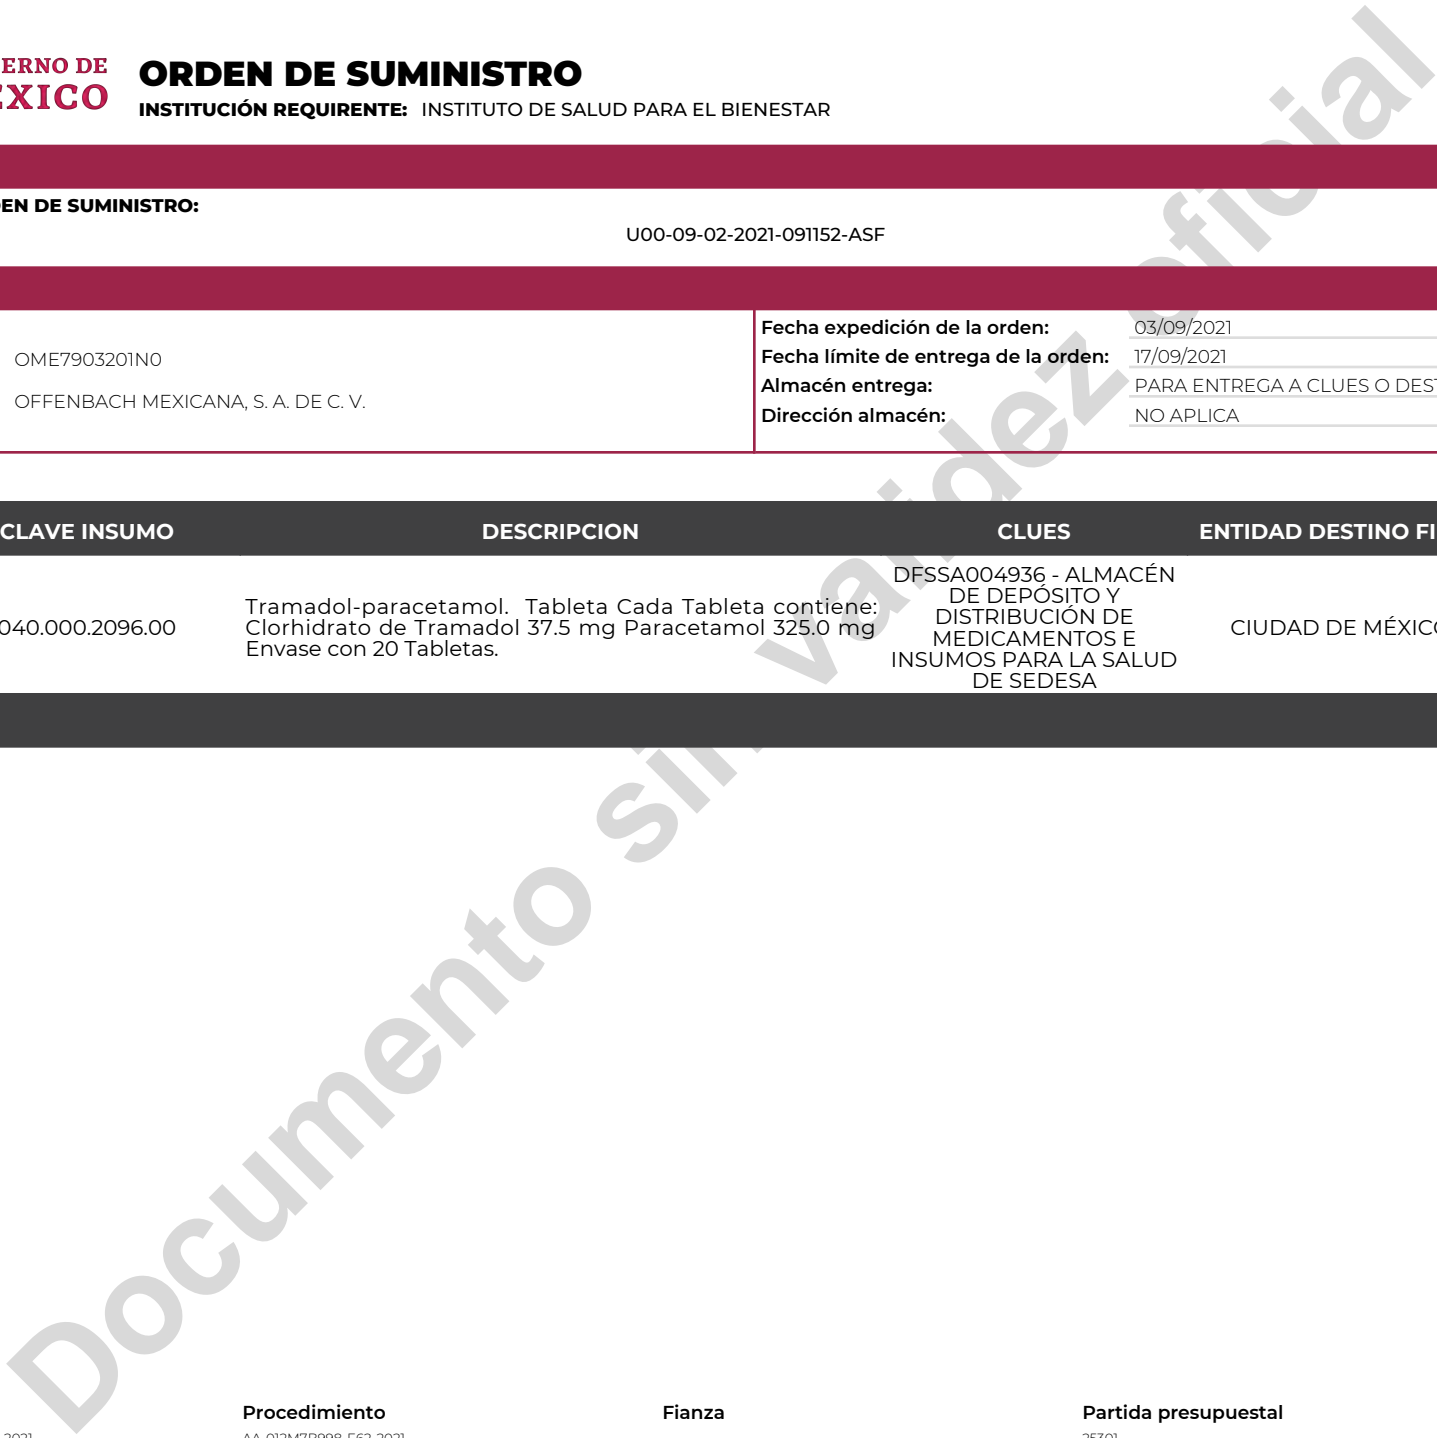 ERNO DE
EXICO
ORDEN DE SUMINISTRO
INSTITUCIÓN REQUIRENTE: INSTITUTO DE SALUD PARA EL BIENESTAR
EN DE SUMINISTRO:
U00-09-02-2021-091152-ASF
OME7903201N0
OFFENBACH MEXICANA, S. A. DE C. V.
Fecha expedición de la orden: 03/09/2021
Fecha límite de entrega de la orden: 17/09/2021
Almacén entrega: PARA ENTREGA A CLUES O DEST
Dirección almacén: NO APLICA
CLAVE INSUMO DESCRIPCION CLUES ENTIDAD DESTINO FI
040.000.2096.00
Tramadol-paracetamol. Tableta Cada Tableta contiene:
Clorhidrato de Tramadol 37.5 mg Paracetamol 325.0 mg
Envase con 20 Tabletas.
DFSSA004936 - ALMACÉN
DE DEPÓSITO Y
DISTRIBUCIÓN DE
MEDICAMENTOS E
INSUMOS PARA LA SALUD
DE SEDESA
CIUDAD DE MÉXICO
Documento sin validez oficial
Procedimiento Fianza Partida presupuestal